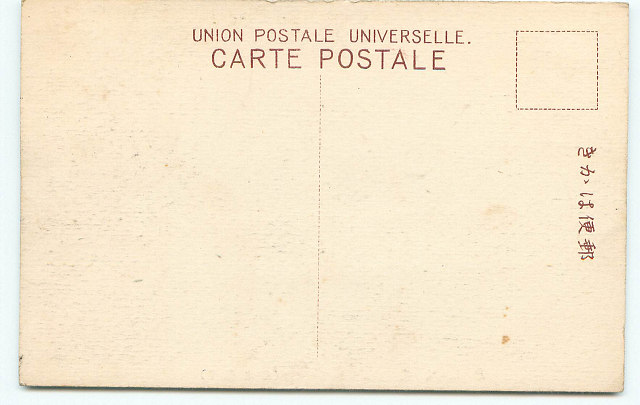 UNION POSTALE UNIVERSELLE.
CARTE POSTALE
郵便はかき